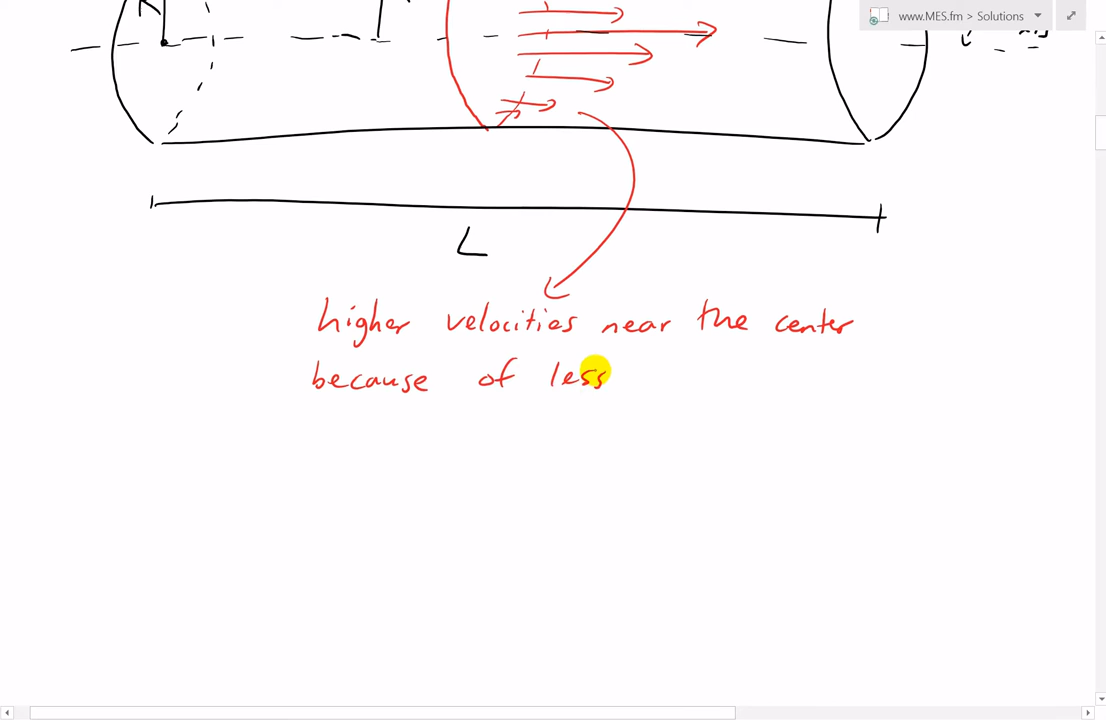 www.MES.fm > Solutions
R
L
higher velocities near the center
because of less